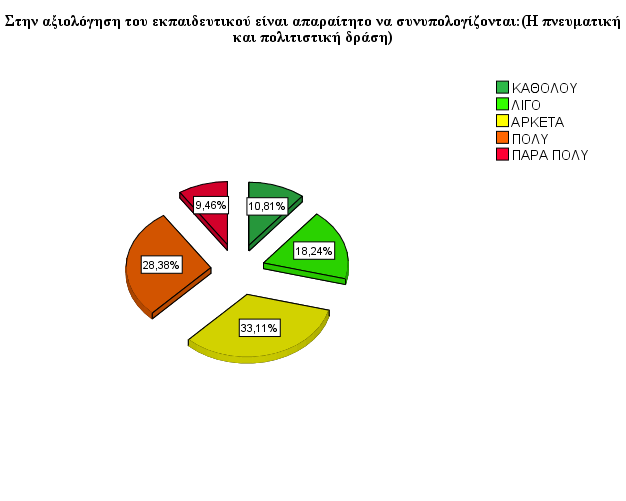 Στην αξιολόγηση του εκπαιδευτικού είναι απαραίτητο να συνυπολογίζονται:(Η πνευματική
και πολιτιστική δράση)
ΚΑΘΟΛΟΥ
ΛΙΓΟ
ΑΡΚΕΤΑ
ΠΟΛΥ
ΠΑΡΑ ΠΟΛΥ
9,46%
10,81%
18,24%
28,38%
33,11%